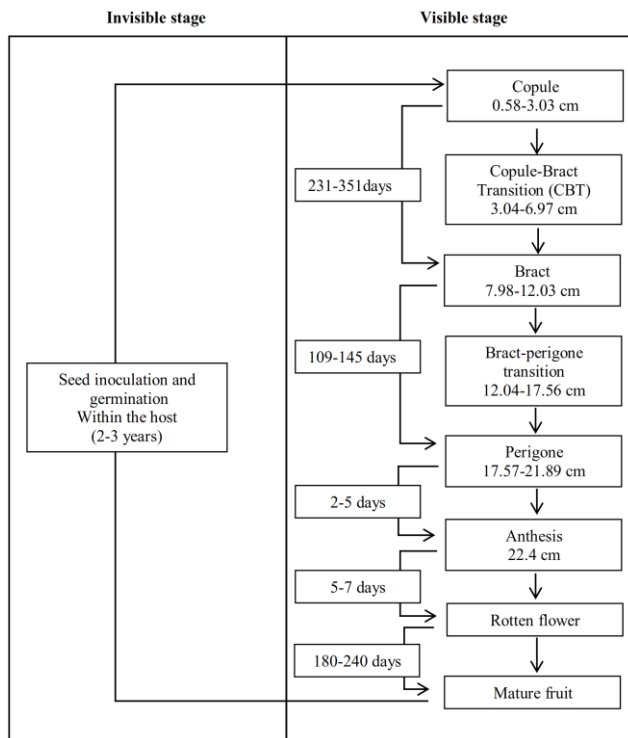 Invisible stage
Visible stage
Copule
0.58-3.03 cm
231-351days
Copule-Bract
Transition (CBT)
3.04-6.97 cm
Bract
7.98-12.03 cm
109-145 days
Bract-perigone
transition
12.04-17.56 cm
Seed inoculation and
germination
Within the host
(2-3 years)
Perigone
17.57-21.89 cm
2-5 days
Anthesis
22.4 cm
5-7 days
Rotten flower
180-240 days
Mature fruit